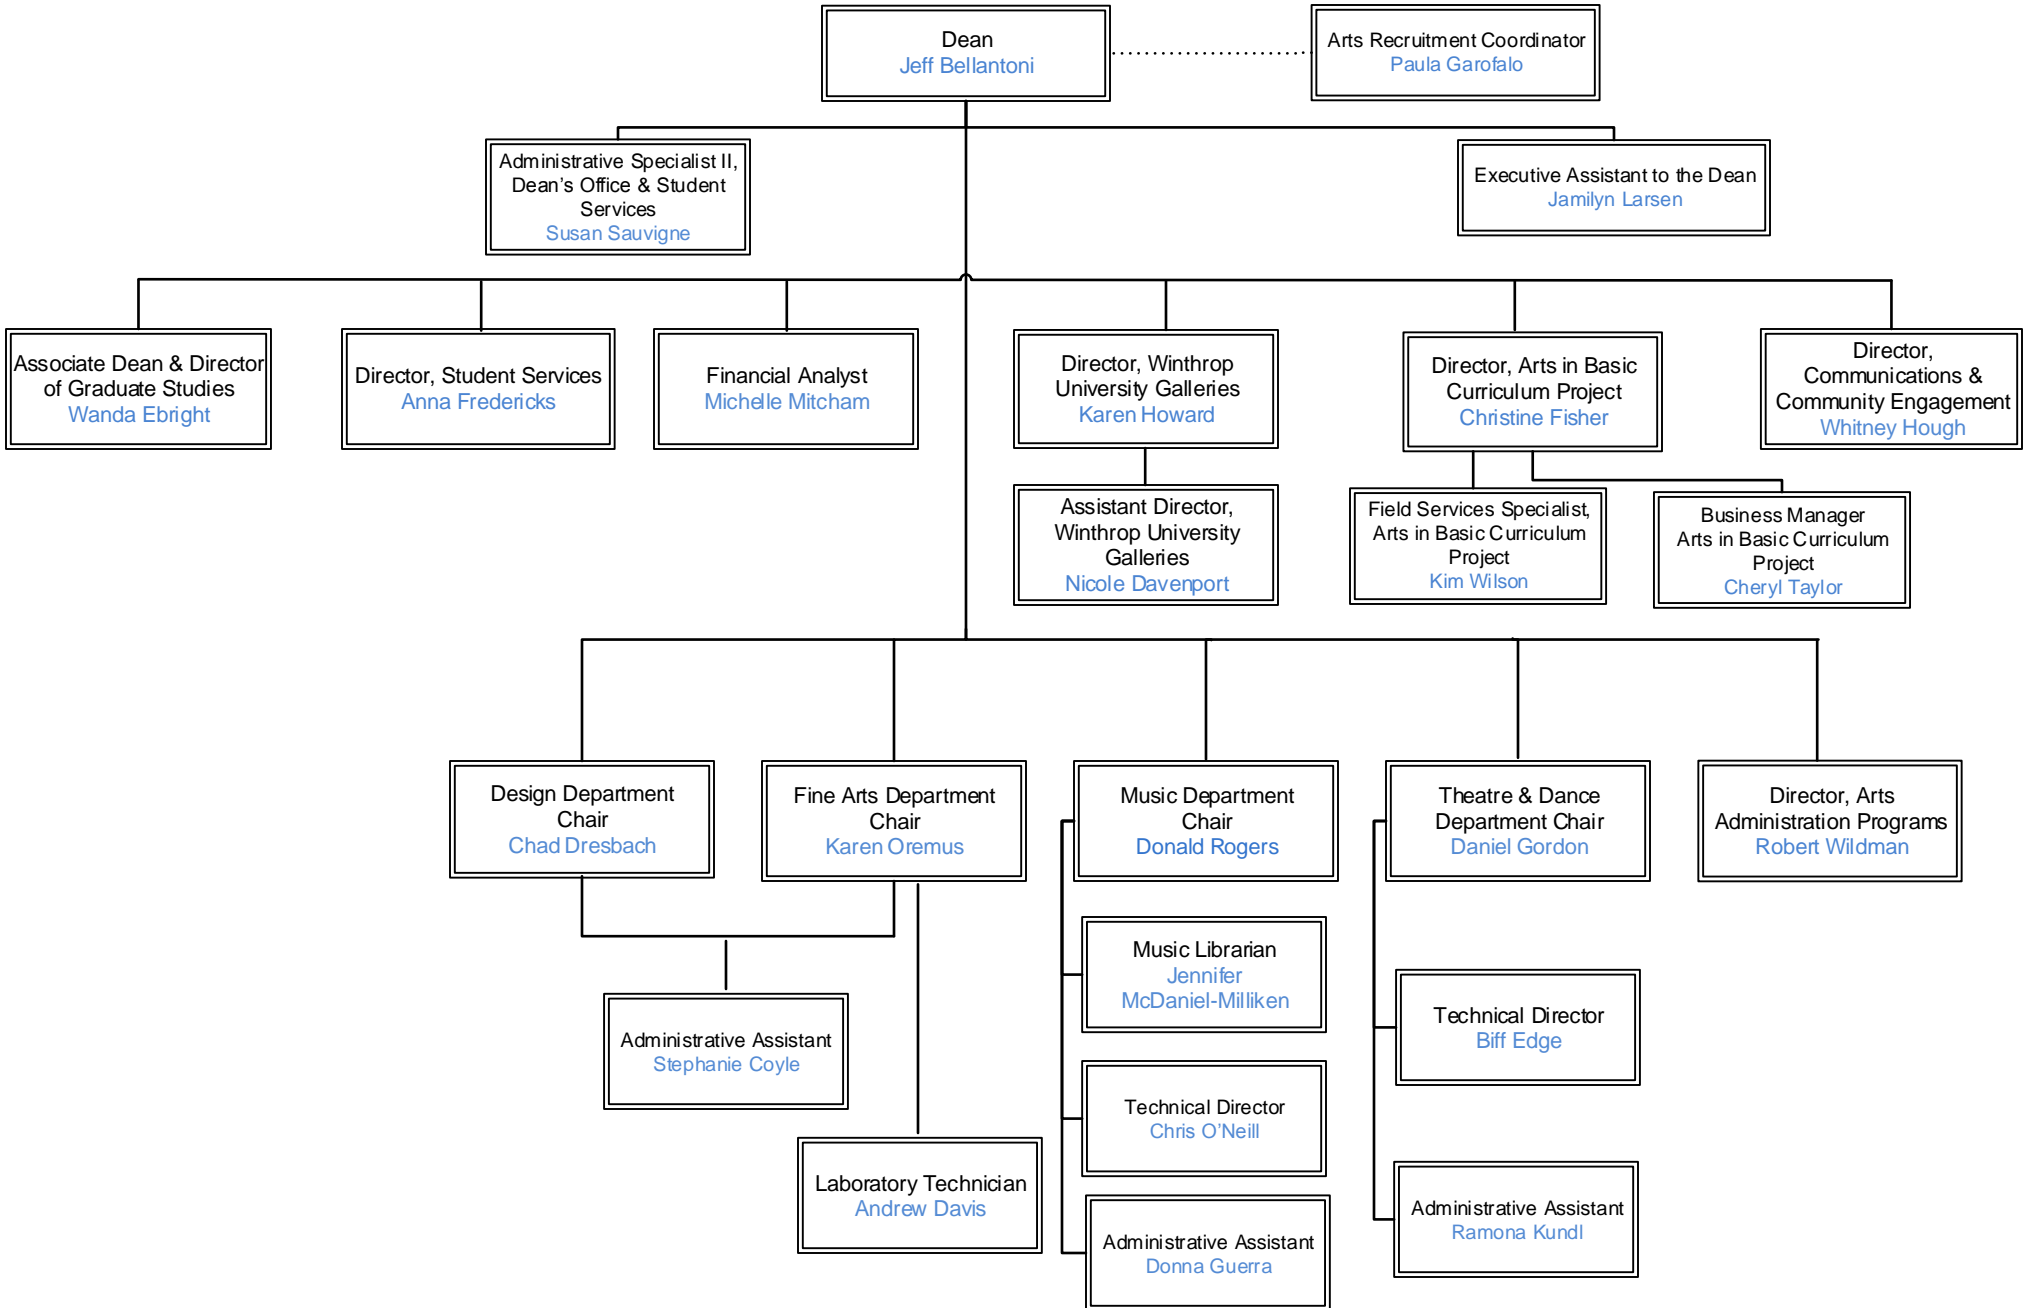 Dean
Jeff Bellantoni
Arts Recruitment Coordinator
Paula Garofalo
Administrative Specialist II,
Dean’s Office & Student
Services
Susan Sauvigne
Executive Assistant to the Dean
Jamilyn Larsen
Associate Dean & Director
of Graduate Studies
Wanda Ebright
Director, Student Services
Anna Fredericks
Financial Analyst
Michelle Mitcham
Director, Winthrop
University Galleries
Karen Howard
Director, Arts in Basic
Curriculum Project
Christine Fisher
Director,
Communications &
Community Engagement
Whitney Hough
Assistant Director,
Winthrop University
Galleries
Nicole Davenport
Field Services Specialist,
Arts in Basic Curriculum
Project
Kim Wilson
Business Manager
Arts in Basic Curriculum
Project
Cheryl Taylor
Design Department
Chair
Chad Dresbach
Fine Arts Department
Chair
Karen Oremus
Music Department
Chair
Donald Rogers
Theatre & Dance
Department Chair
Daniel Gordon
Director, Arts
Administration Programs
Robert Wildman
Administrative Assistant
Stephanie Coyle
Laboratory Technician
Andrew Davis
Music Librarian
Jennifer
McDaniel-Milliken
Technical Director
Chris O’Neill
Administrative Assistant
Donna Guerra
Technical Director
Biff Edge
Administrative Assistant
Ramona Kundl